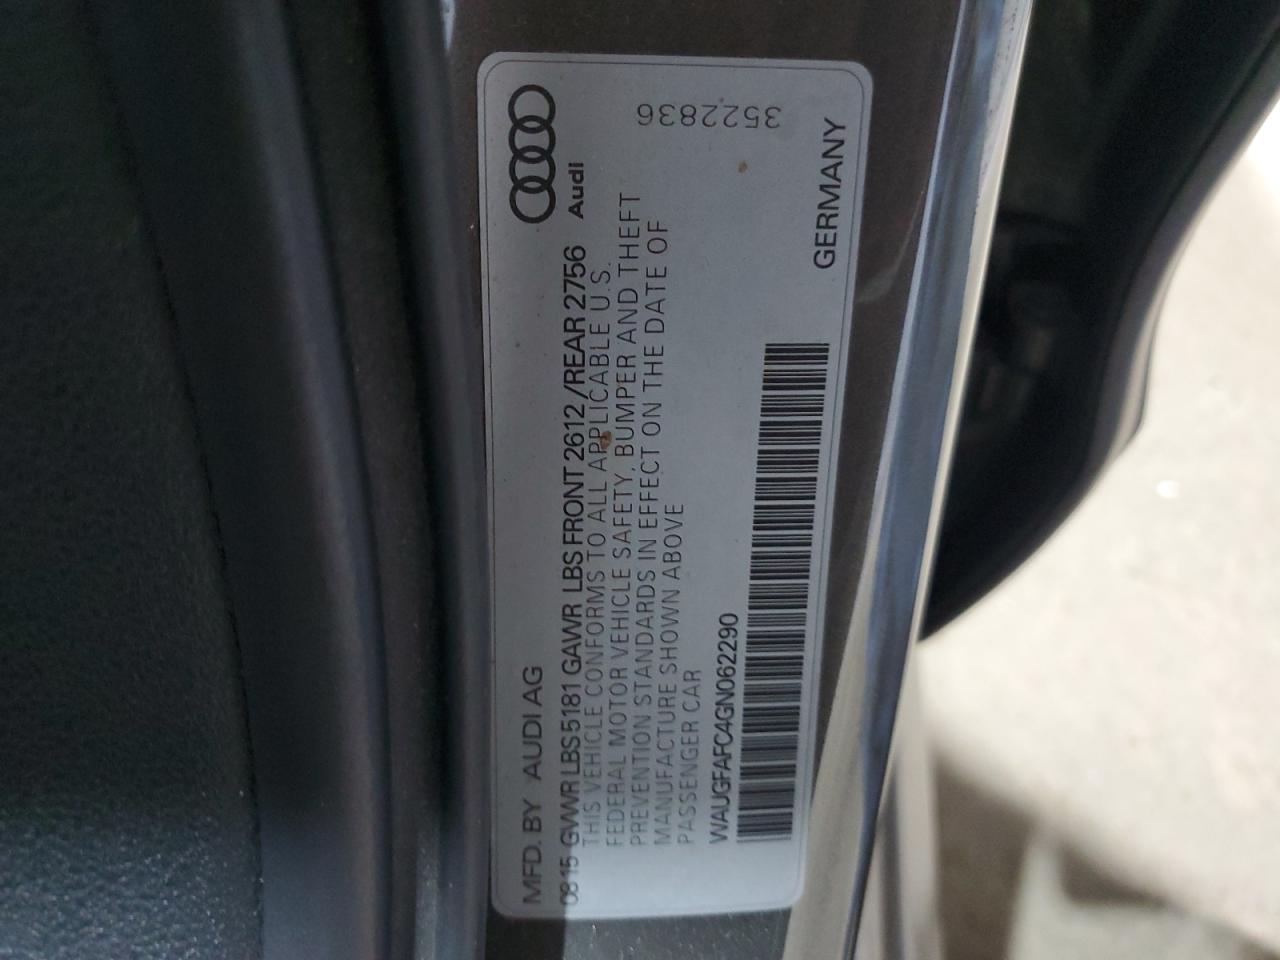 MFD. BY AUDI AG
08 15 GVWR LBS 5181 GAWR LBS FRONT 2612 /REAR 2756
Audi
THIS VEHICLE CONFORMS TO ALL APPLICABLE U.S.
FEDERAL MOTOR VEHICLE SAFETY, BUMPER AND THEFT
PREVENTION STANDARDS IN EFFECT ON THE DATE OF
MANUFACTURE SHOWN ABOVE
PASSENGER CAR
WAUGFAFC4GN062290
GERMANY
3522836